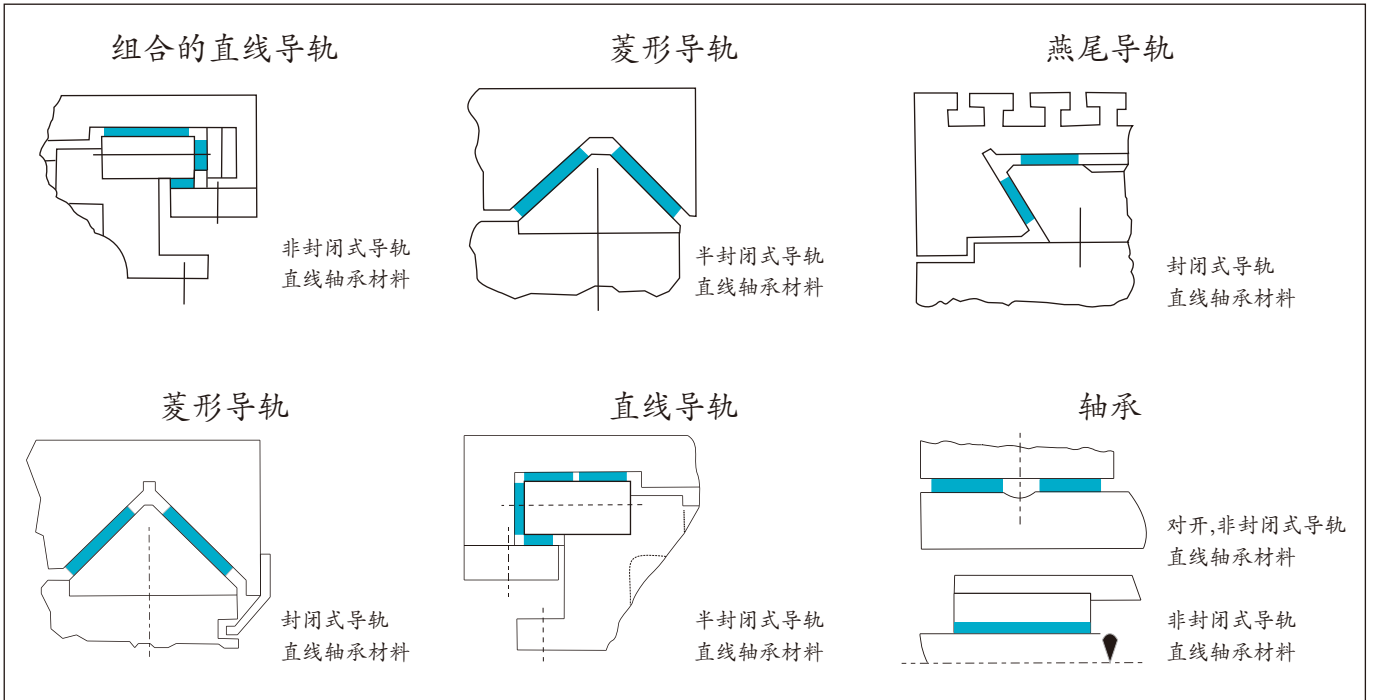 组合的直线导轨
非封闭式导轨
直线轴承材料
菱形导轨
半封闭式导轨
直线轴承材料
燕尾导轨
封闭式导轨
直线轴承材料
菱形导轨
封闭式导轨
直线轴承材料
直线导轨
半封闭式导轨
直线轴承材料
轴承
对开,非封闭式导轨
直线轴承材料
非封闭式导轨
直线轴承材料